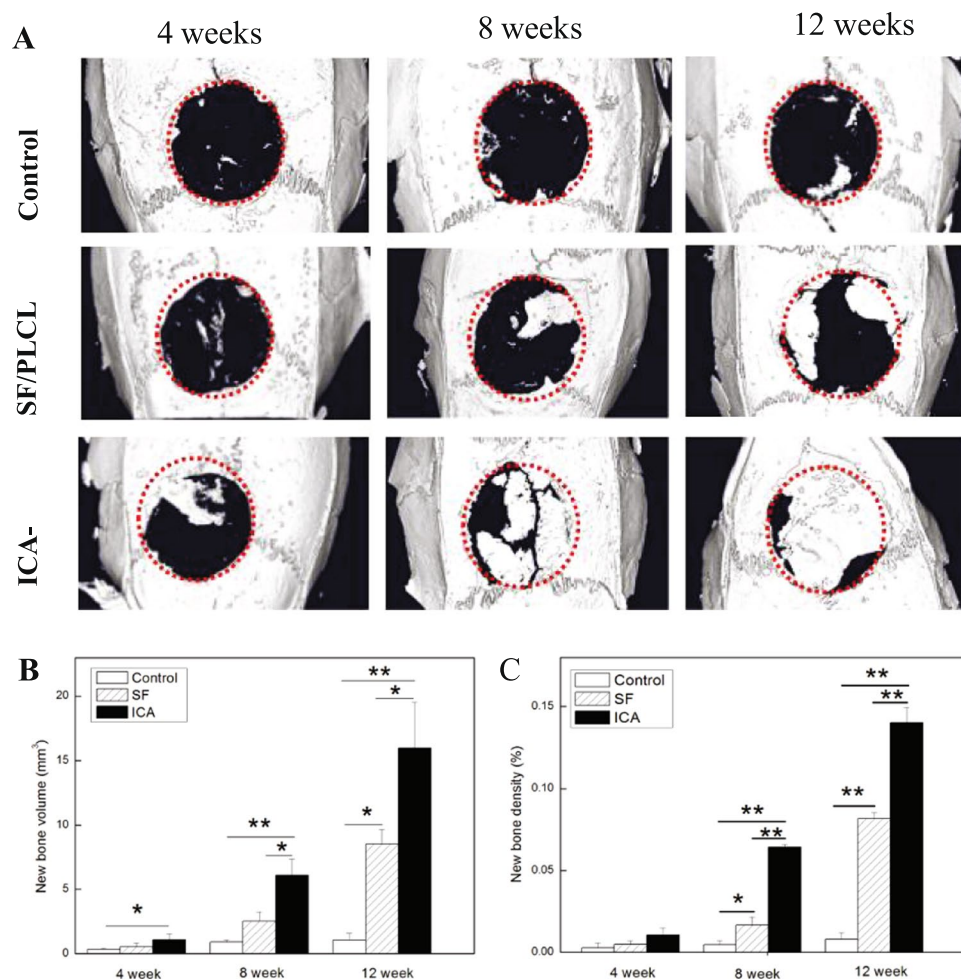 A
4 weeks
8 weeks
12 weeks
Control
SF/PLCL
ICA-
B
New bone volume (mm³)
20
15
10
5
0
Control
SF
ICA
*
**
*
**
*
*
4 week
8 week
12 week
C
New bone density (%)
0.15
0.10
0.05
0.00
Control
SF
ICA
**
**
*
**
**
**
4 week
8 week
12 week